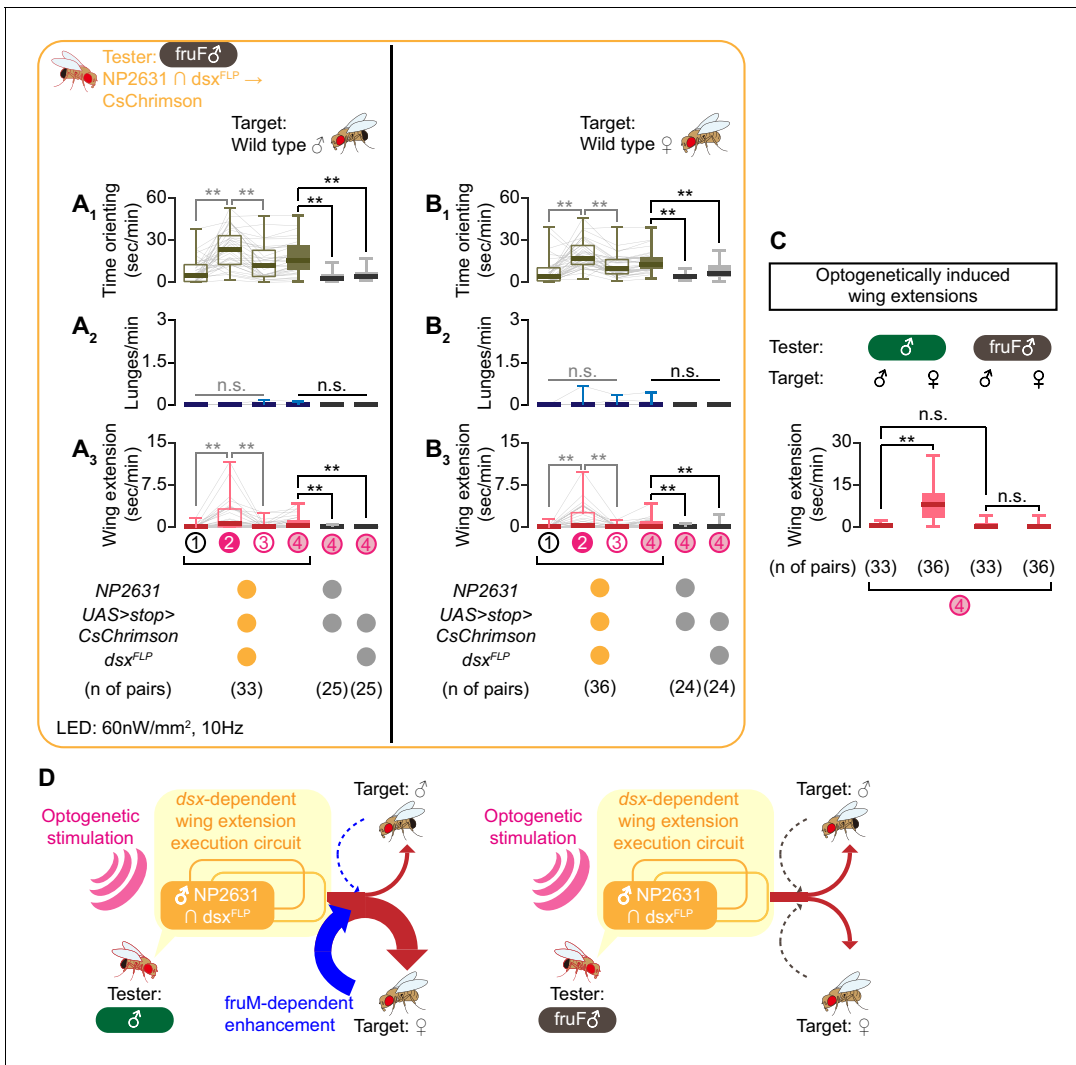 Tester: fruF♂
NP2631 ∩ dsx^FLP →
CsChrimson
Target:
Wild type ♂
A1
Time orienting
(sec/min)
60
30
0
** **
**
**
A2
Lunges/min
3
1.5
0
n.s.
n.s.
A3
Wing extension
(sec/min)
15
7.5
0
** **
**
**
1 2 3 4 4 4
NP2631
UAS>stop>
CsChrimson
dsx^FLP
(n of pairs) (33) (25) (25)
LED: 60nW/mm², 10Hz
Target:
Wild type ♀
B1
Time orienting
(sec/min)
60
30
0
** **
**
**
B2
Lunges/min
3
1.5
0
n.s.
n.s.
B3
Wing extension
(sec/min)
15
7.5
0
** **
**
**
1 2 3 4 4 4
NP2631
UAS>stop>
CsChrimson
dsx^FLP
(n of pairs) (36) (24) (24)
C
Optogenetically induced
wing extensions
Tester: ♂ fruF♂
Target: ♂ ♀ ♂ ♀
Wing extension
(sec/min)
30
15
0
n.s.
**
n.s.
(n of pairs) (33) (36) (33) (36)
4
D
Optogenetic
stimulation
dsx-dependent
wing extension
execution circuit
♂ NP2631
∩ dsx^FLP
Target: ♂
Tester:
♂
fruM-dependent
enhancement
Target: ♀
Optogenetic
stimulation
dsx-dependent
wing extension
execution circuit
♂ NP2631
∩ dsx^FLP
Target: ♂
Tester:
fruF♂
Target: ♀